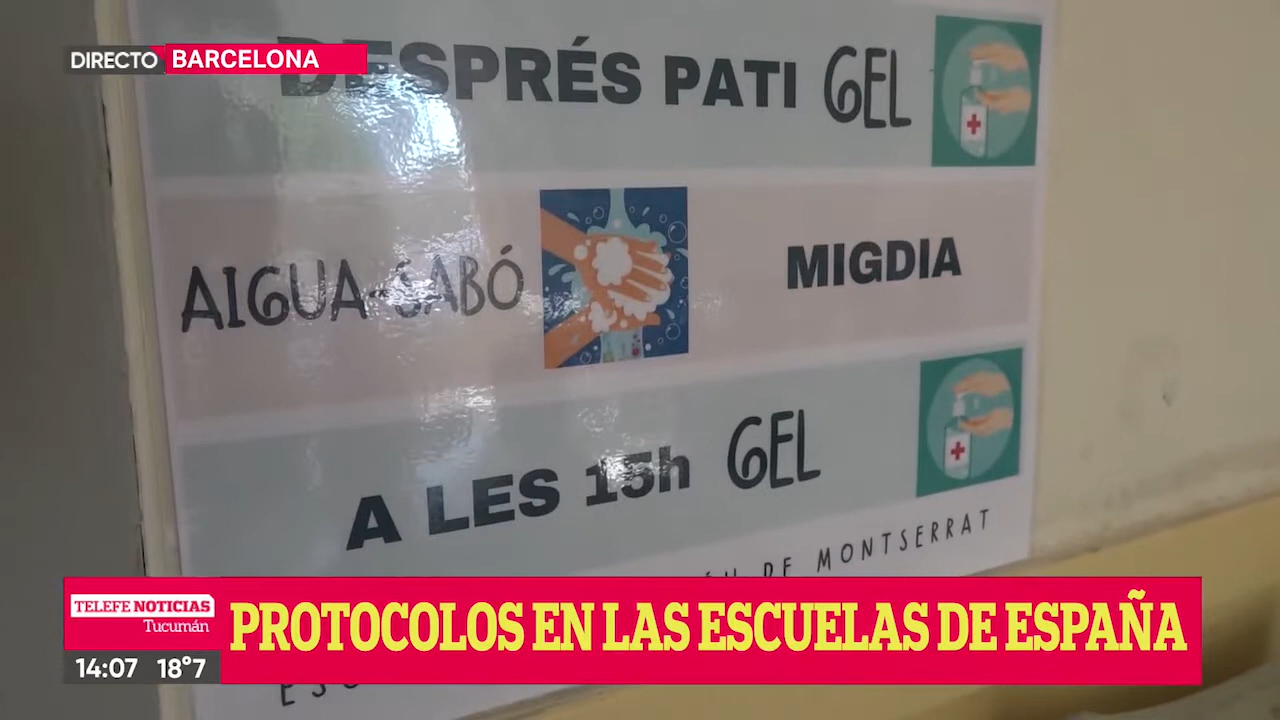 DIRECTO BARCELONA
DESPRÉS PATI GEL
AIGUA-SABÓ MIGDIA
A LES 15h GEL
DE MONTSERRAT
TELEFE NOTICIAS
Tucumán
PROTOCOLOS EN LAS ESCUELAS DE ESPAÑA
14:07 18°7